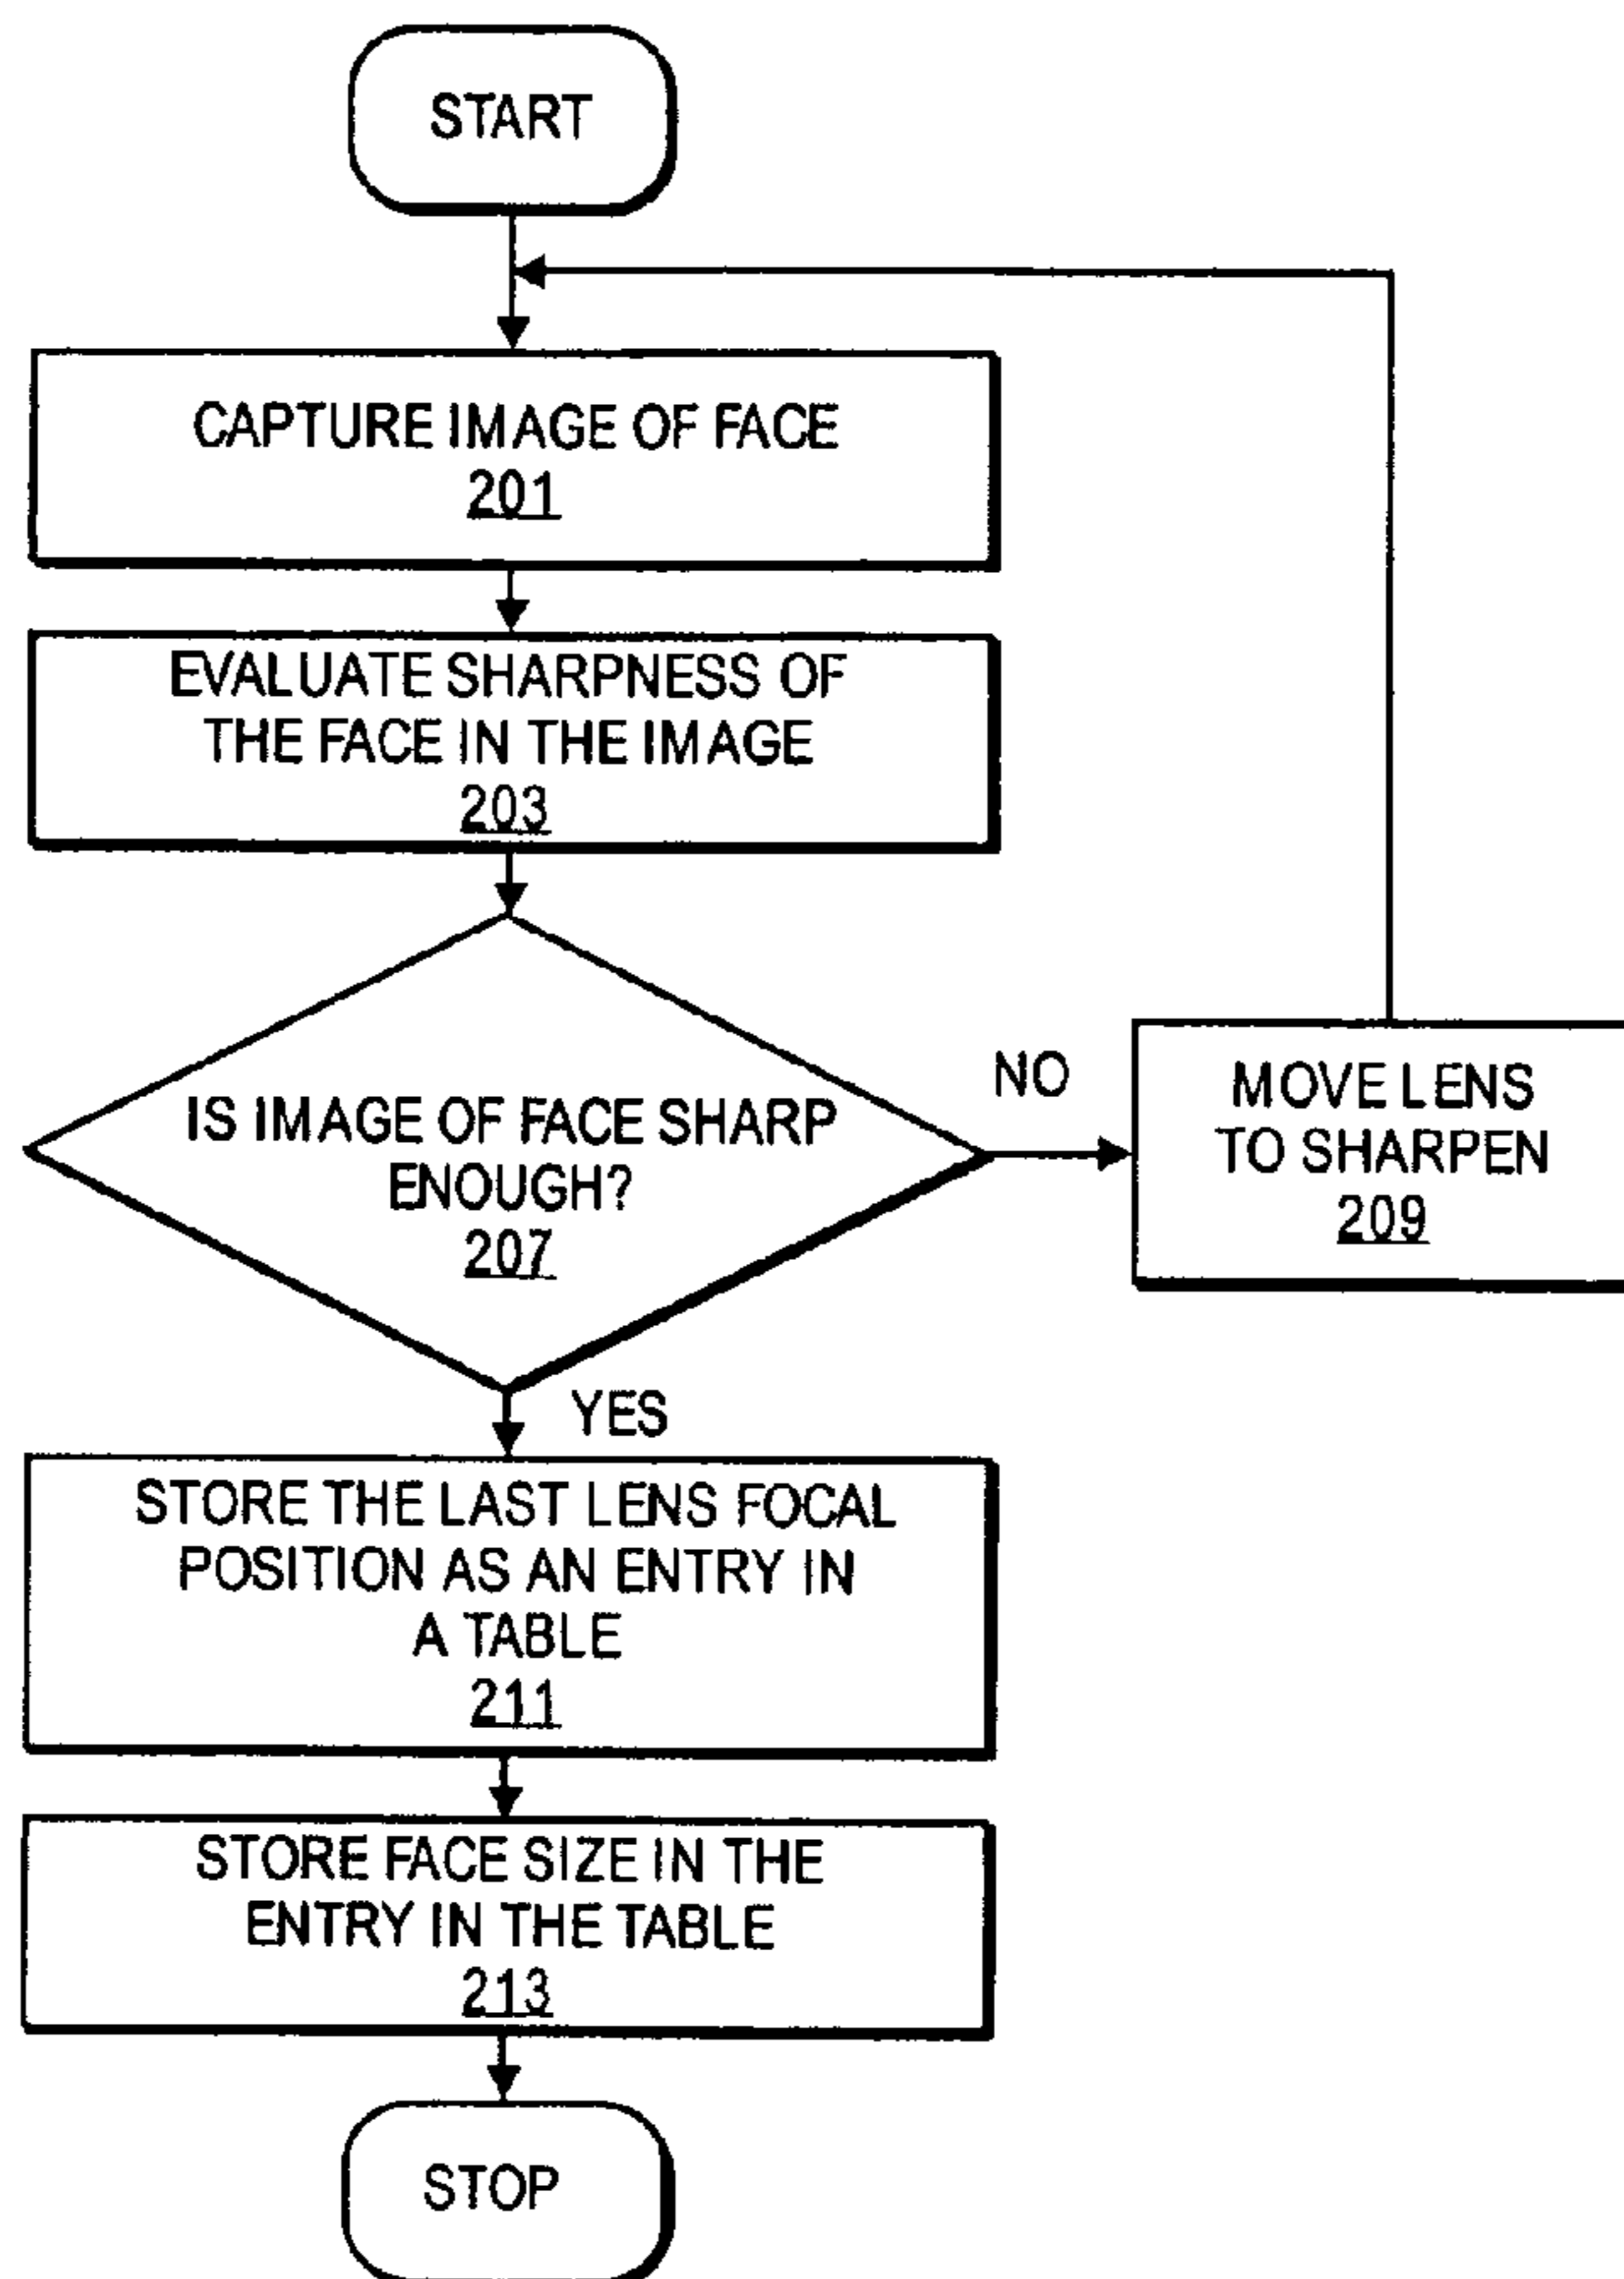 START
CAPTURE IMAGE OF FACE
201
EVALUATE SHARPNESS OF
THE FACE IN THE IMAGE
203
IS IMAGE OF FACE SHARP
ENOUGH?
207
NO
MOVE LENS
TO SHARPEN
209
YES
STORE THE LAST LENS FOCAL
POSITION AS AN ENTRY IN
A TABLE
211
STORE FACE SIZE IN THE
ENTRY IN THE TABLE
213
STOP